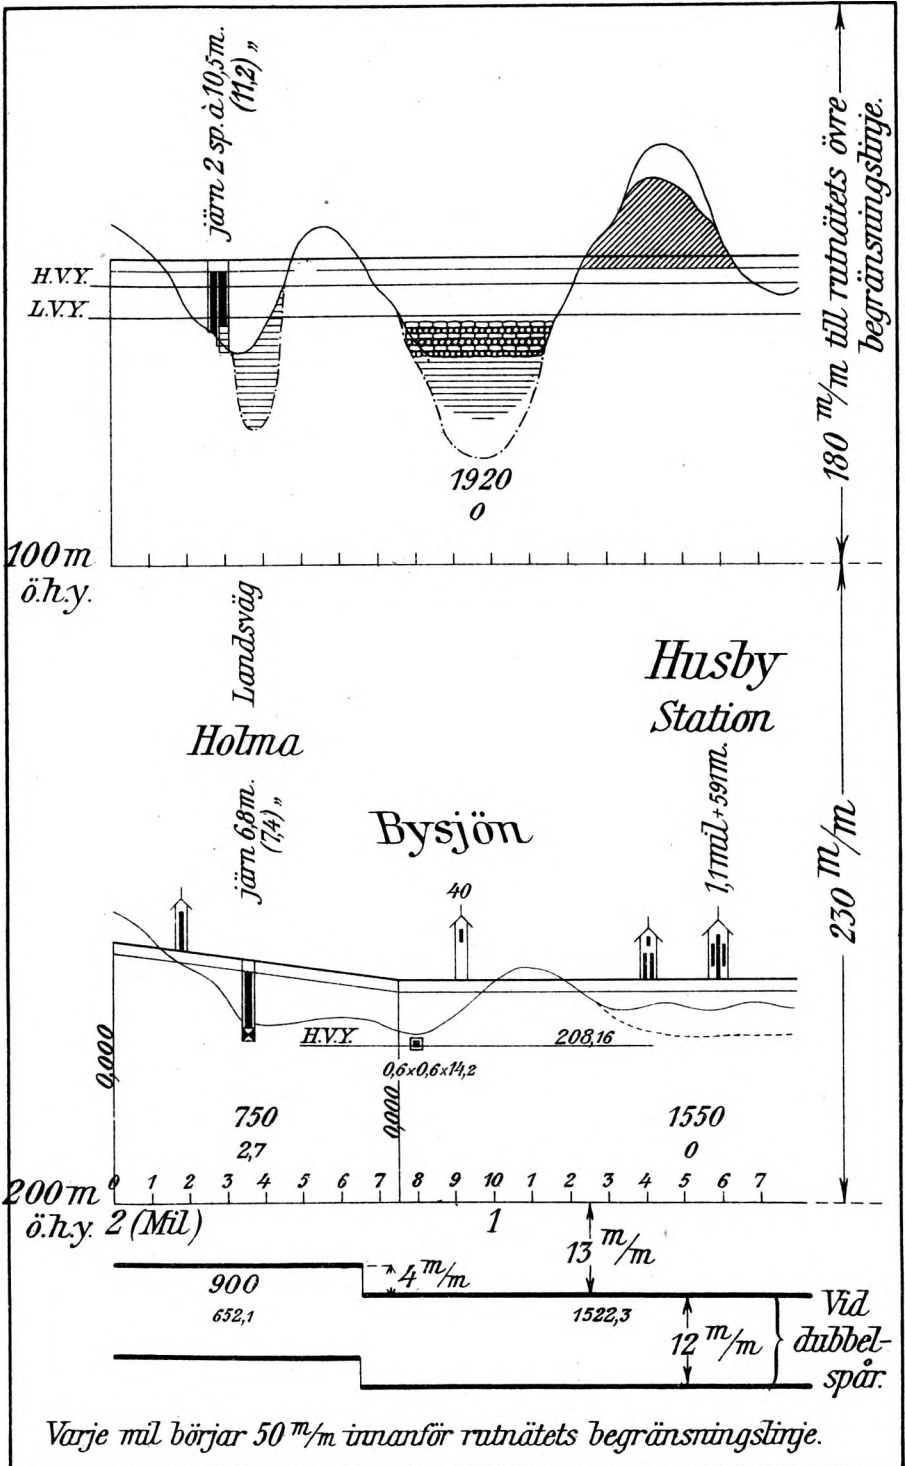 järn 2 sp. à 10,5 m.
(11,2) „
180 m/m till rutnätets övre
begränsningslinje.
H.V.Y.
L.V.Y.
1920
0
100 m
ö.h.y.
Landsväg
Holma
Husby
Station
järn 6,8 m.
(7,4) „
Bysjön
1,1 mil + 591 m.
230 m/m
40
H.V.Y.
208,16
0,6×0,6×14,2
0,000
0,000
750
2,7
1550
0
0 1 2 3 4 5 6 7 8 9 10 1 2 3 4 5 6 7
200 m
ö.h.y.
2 (Mil)
1
13 m/m
4 m/m
900
652,1
1522,3
12 m/m
Vid
dubbel-
spår.
Varje mil börjar 50 m/m innanför rutnätets begränsningslinje.